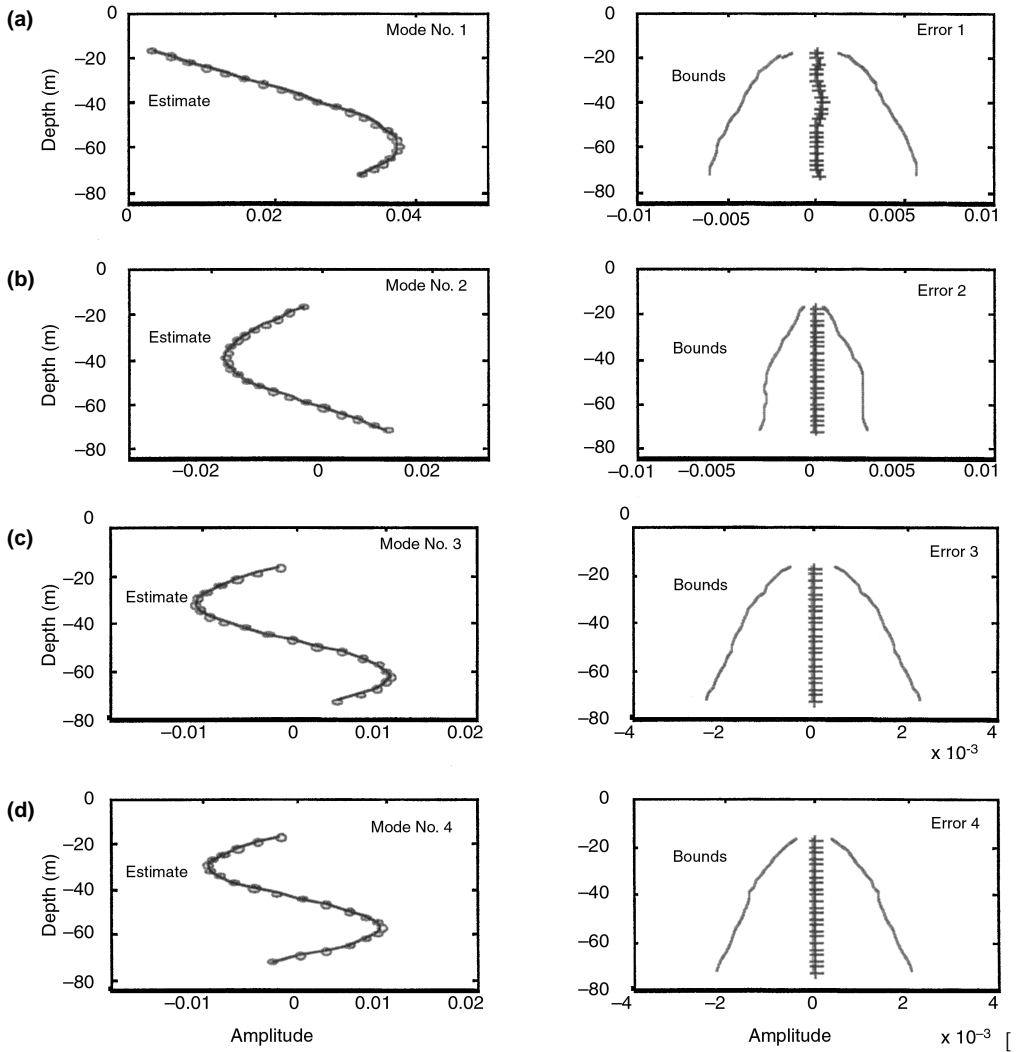 (a)
Mode No. 1
Error 1
Depth (m)
0
−20
−40
−60
−80
Estimate
0
0.02
0.04
0
−20
−40
−60
−80
Bounds
−0.01
−0.005
0
0.005
0.01
(b)
Mode No. 2
Error 2
Depth (m)
0
−20
−40
−60
−80
Estimate
−0.02
0
0.02
0
−20
−40
−60
−80
Bounds
−0.01
−0.005
0
0.005
0.01
(c)
Mode No. 3
Error 3
Depth (m)
0
−20
−40
−60
−80
Estimate
−0.01
0
0.01
0.02
0
−20
−40
−60
−80
Bounds
−4
−2
0
2
4
x 10-3
(d)
Mode No. 4
Error 4
Depth (m)
0
−20
−40
−60
−80
Estimate
−0.01
0
0.01
0.02
Amplitude
0
−20
−40
−60
−80
Bounds
−4
−2
0
2
4
Amplitude
x 10−3 [